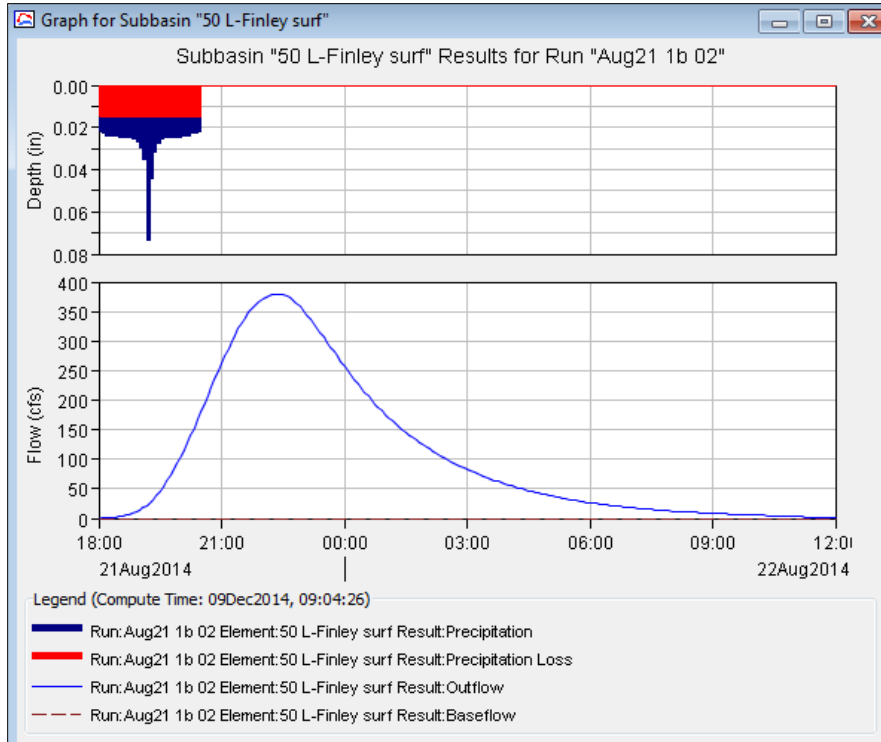 Graph for Subbasin "50 L-Finley surf"
Subbasin "50 L-Finley surf" Results for Run "Aug21 1b 02"
0.00
0.02
0.04
0.06
0.08
Depth (in)
400
350
300
250
200
150
100
50
0
Flow (cfs)
18:00 21:00 00:00 03:00 06:00 09:00 12:0
21Aug2014 22Aug2014
Legend (Compute Time: 09Dec2014, 09:04:26)
Run:Aug21 1b 02 Element:50 L-Finley surf Result:Precipitation
Run:Aug21 1b 02 Element:50 L-Finley surf Result:Precipitation Loss
Run:Aug21 1b 02 Element:50 L-Finley surf Result:Outflow
Run:Aug21 1b 02 Element:50 L-Finley surf Result:Baseflow